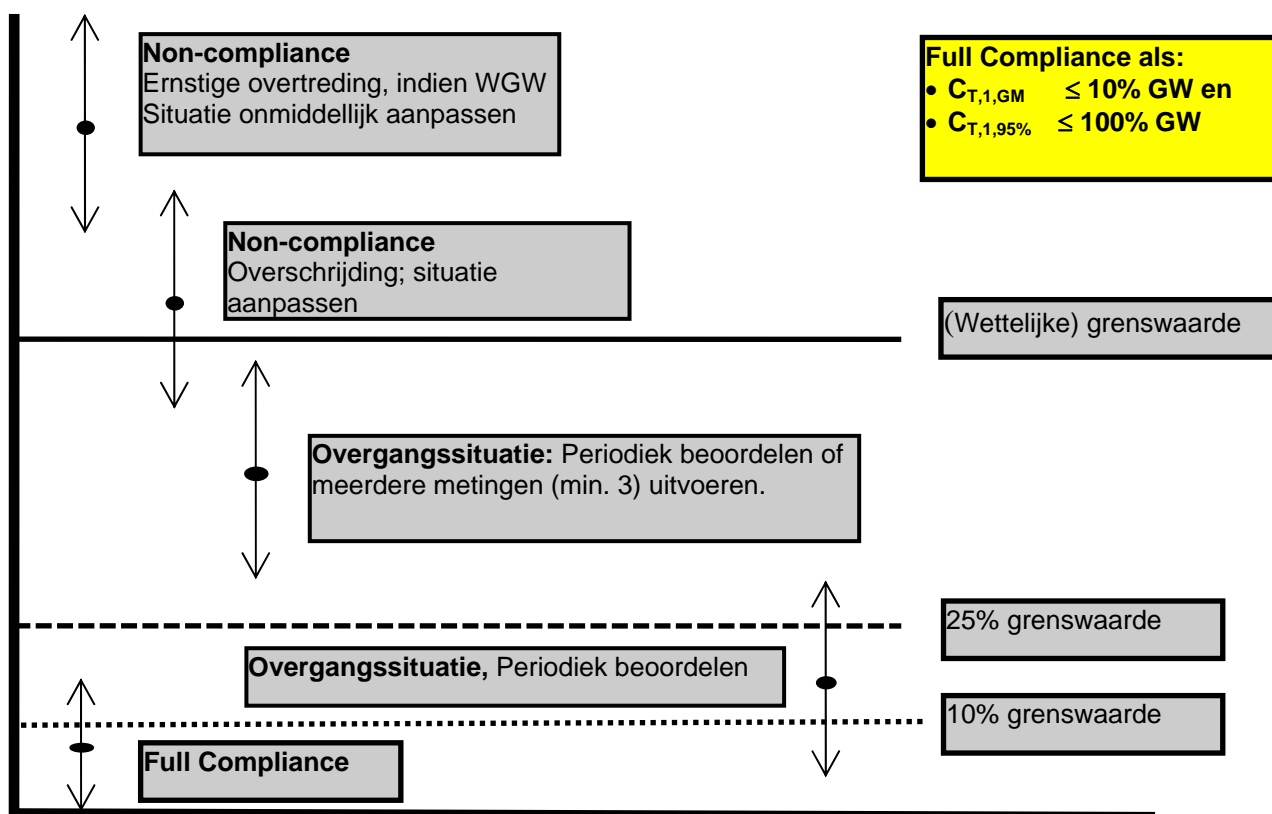 Non-compliance
Ernstige overtreding, indien WGW
Situatie onmiddellijk aanpassen
Full Compliance als:
• C_T,1,GM ≤ 10% GW en
• C_T,1,95% ≤ 100% GW
Non-compliance
Overschrijding; situatie
aanpassen
(Wettelijke) grenswaarde
Overgangssituatie: Periodiek beoordelen of
meerdere metingen (min. 3) uitvoeren.
25% grenswaarde
Overgangssituatie, Periodiek beoordelen
10% grenswaarde
Full Compliance